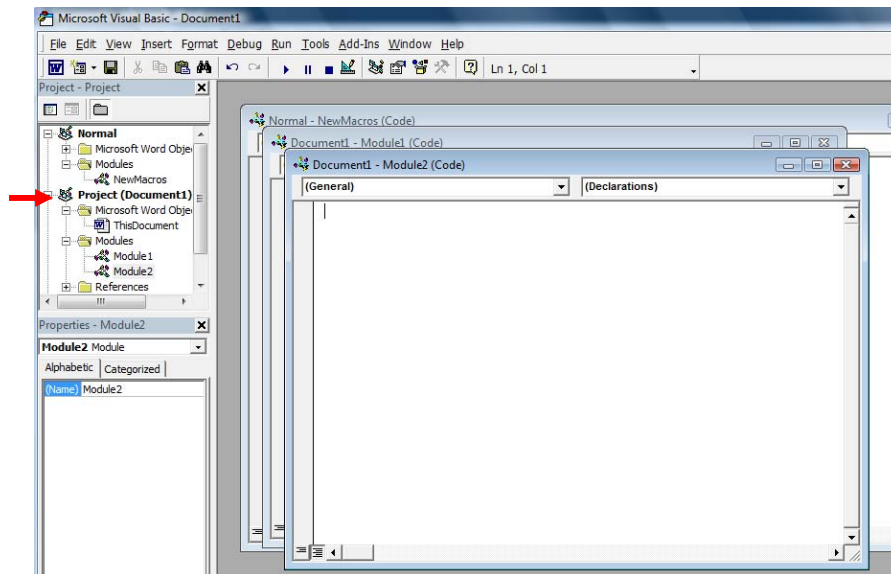 Microsoft Visual Basic - Document1
File Edit View Insert Format Debug Run Tools Add-Ins Window Help
Ln 1, Col 1
Project - Project
Normal
Microsoft Word Obje
Modules
NewMacros
Project (Document1)
Microsoft Word Obje
ThisDocument
Modules
Module1
Module2
References
Properties - Module2
Module2 Module
Alphabetic Categorized
(Name) Module2
Normal - NewMacros (Code)
Document1 - Module1 (Code)
Document1 - Module2 (Code)
(General) (Declarations)